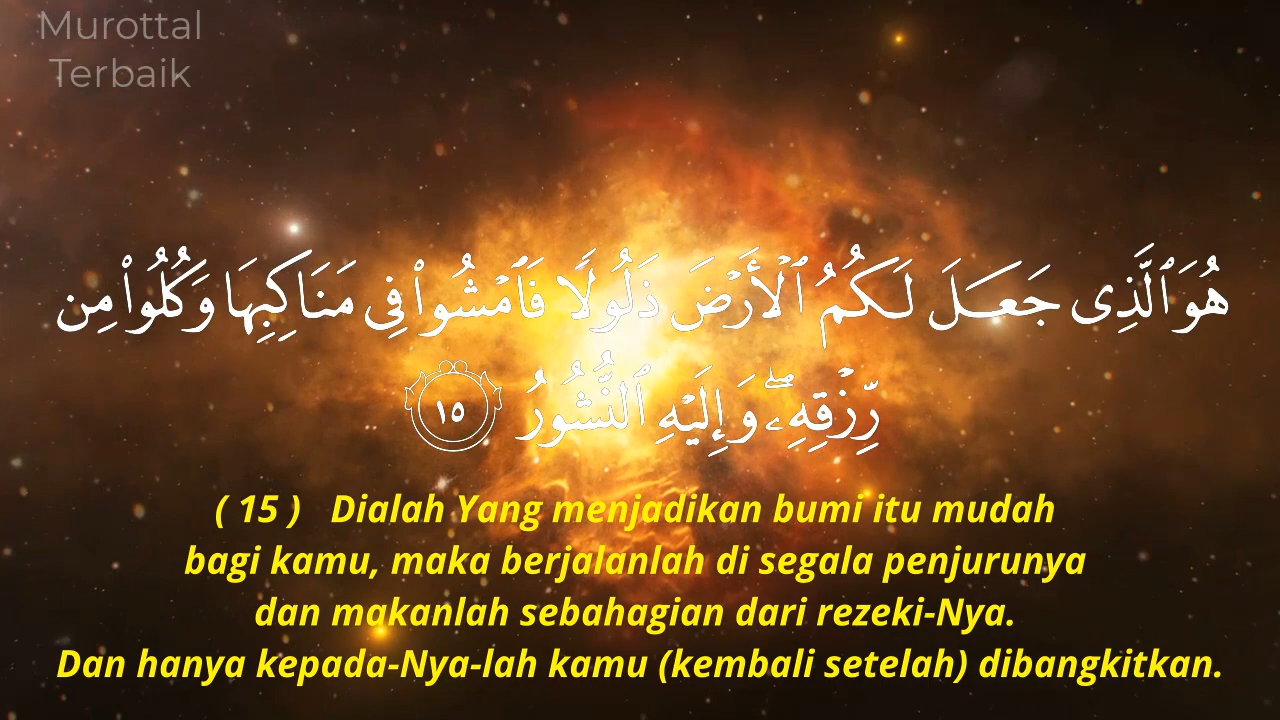 Murottal
Terbaik
هُوَ ٱلَّذِى جَعَلَ لَكُمُ ٱلْأَرْضَ ذَلُولًا فَٱمْشُوا۟ فِى مَنَاكِبِهَا وَكُلُوا۟ مِن
رِّزْقِهِۦ ۖ وَإِلَيْهِ ٱلنُّشُورُ ١٥
( 15 ) Dialah Yang menjadikan bumi itu mudah
bagi kamu, maka berjalanlah di segala penjurunya
dan makanlah sebahagian dari rezeki-Nya.
Dan hanya kepada-Nya-lah kamu (kembali setelah) dibangkitkan.